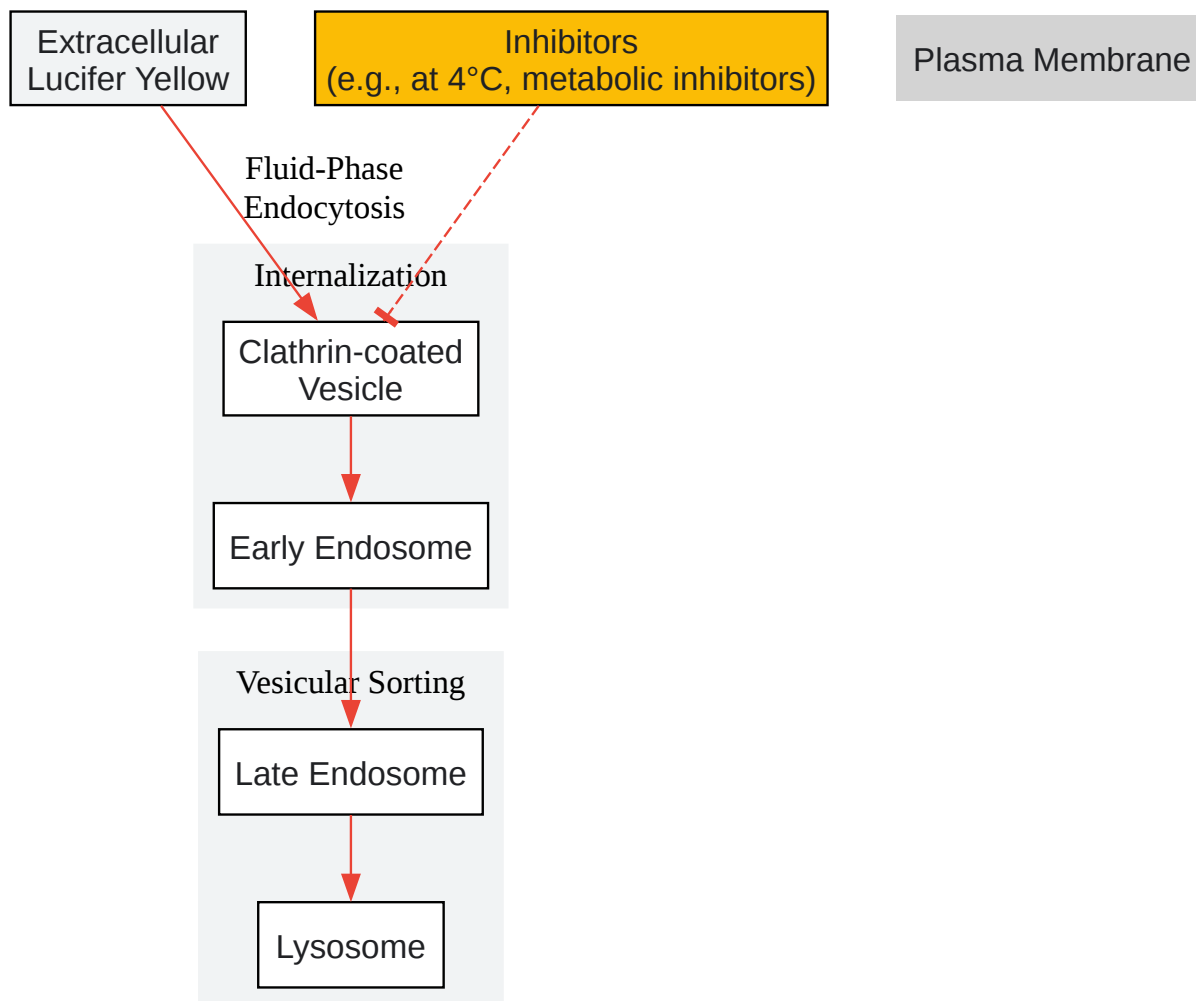 Extracellular
Lucifer Yellow
Inhibitors
(e.g., at 4°C, metabolic inhibitors)
Plasma Membrane
Fluid-Phase
Endocytosis
Internalization
Clathrin-coated
Vesicle
Early Endosome
Vesicular Sorting
Late Endosome
Lysosome